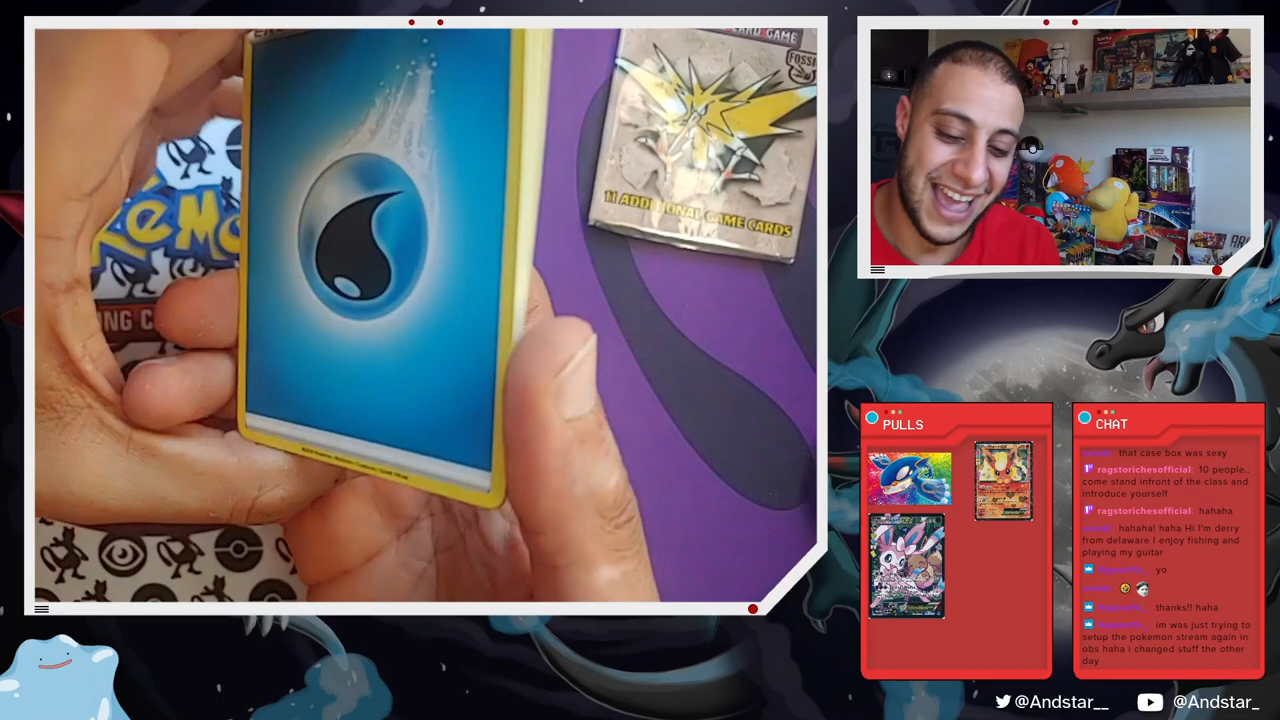 CARD GAME
FOSSIL
11 ADDITIONAL GAME CARDS
PULLS
CHAT
that case box was sexy
ragstorichesofficial: 10 people..
come stand infront of the class and
introduce yourself
ragstorichesofficial: hahaha
hahaha! haha Hi I'm derry
from delaware i enjoy fishing and
playing my guitar
yo
thanks!! haha
im was just trying to
setup the pokemon stream again in
obs haha i changed stuff the other
day
@Andstar__
@Andstar_